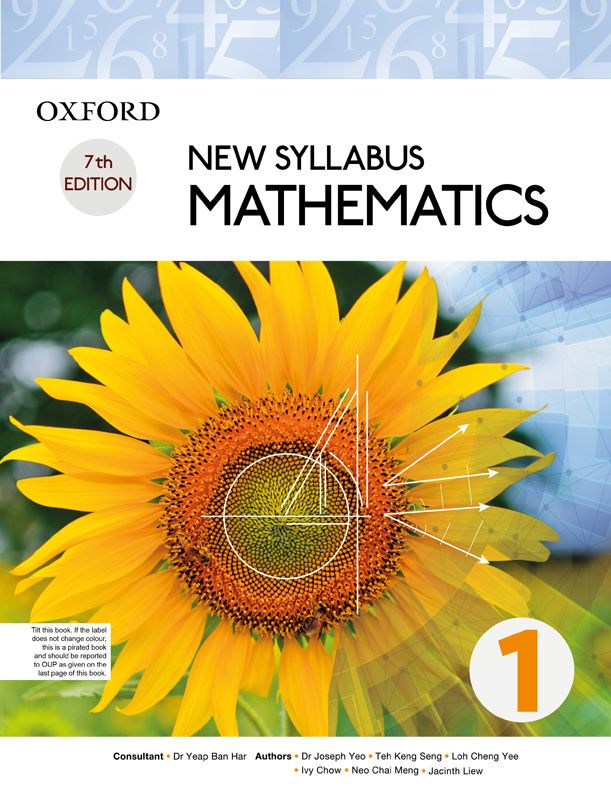 OXFORD
7th
EDITION
NEW SYLLABUS
MATHEMATICS
Tilt this book. If the label
does not change colour,
this is a pirated book
and should be reported
to OUP as given on the
last page of this book.
1
Consultant • Dr Yeap Ban Har Authors • Dr Joseph Yeo • Teh Keng Seng • Loh Cheng Yee
• Ivy Chow • Neo Chai Meng • Jacinth Liew